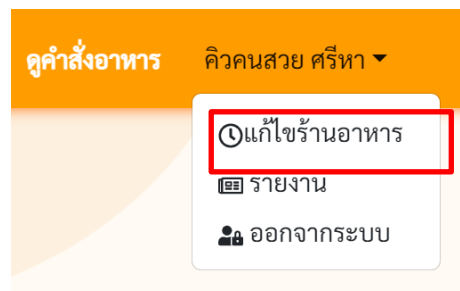 ดูคำสั่งอาหาร คิวคนสวย ศรีหา
แก้ไขร้านอาหาร
รายงาน
ออกจากระบบ